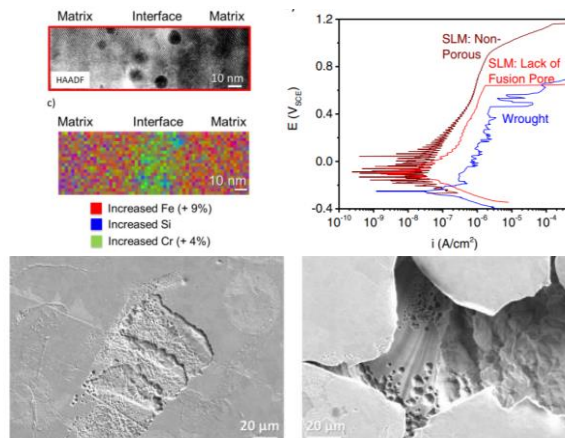 Matrix Interface Matrix
HAADF
10 nm
c)
Matrix Interface Matrix
10 nm
Increased Fe (+ 9%)
Increased Si
Increased Cr (+ 4%)
SLM: Non-
Porous
SLM: Lack of
Fusion Pore
Wrought
E (V_SCE)
0.8
0.4
0.0
-0.4
10⁻¹⁰ 10⁻⁹ 10⁻⁸ 10⁻⁷ 10⁻⁶ 10⁻⁵ 10⁻⁴
i (A/cm²)
20 µm
20 µm